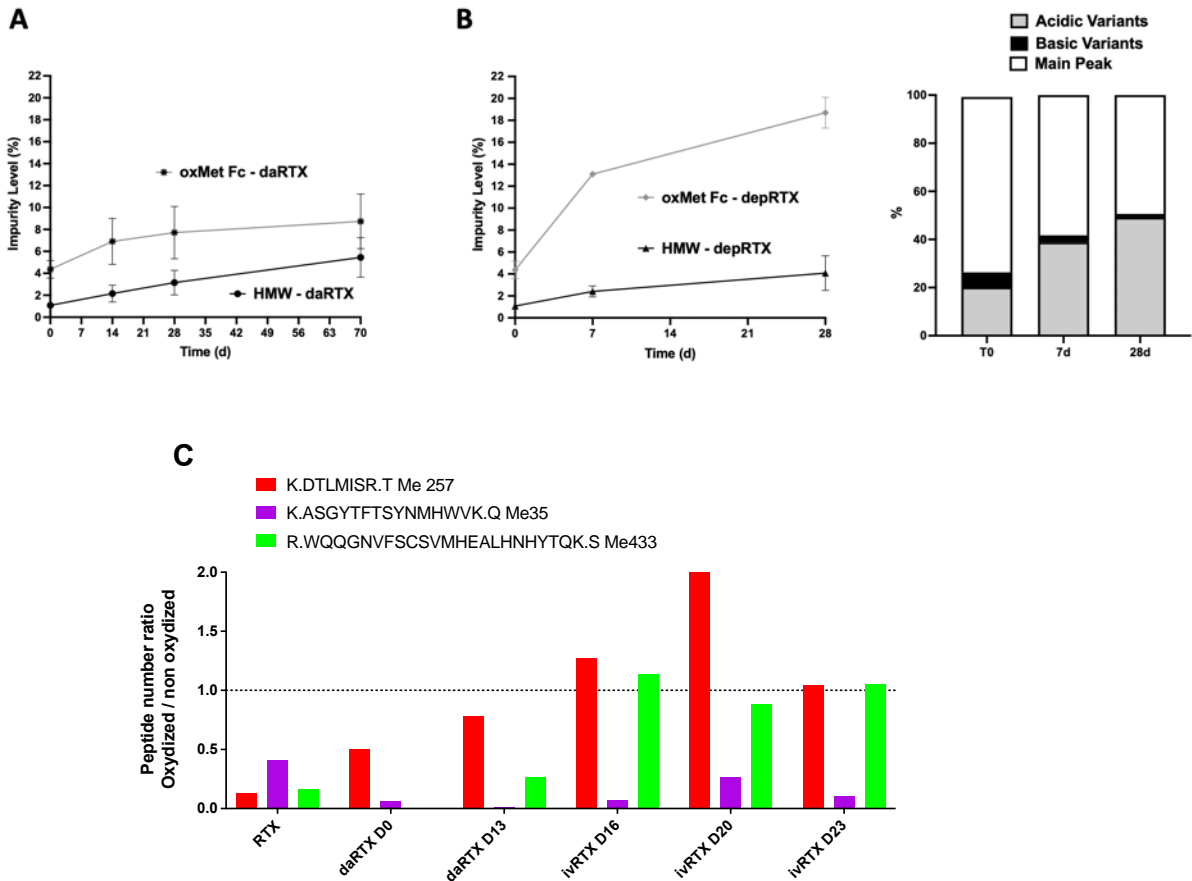 A
Impurity Level (%)
22
20
18
16
14
12
10
8
6
4
2
0
oxMet Fc - daRTX
HMW - daRTX
0 7 14 21 28 35 42 49 56 63 70
Time (d)
B
Impurity Level (%)
22
20
18
16
14
12
10
8
6
4
2
0
oxMet Fc - depRTX
HMW - depRTX
0 7 14 21 28
Time (d)
Acidic Variants
Basic Variants
Main Peak
%
100
80
60
40
20
0
T0 7d 28d
C
K.DTLMISR.T Me 257
K.ASGYTFTSYNMHWVK.Q Me35
R.WQQGNVFSCSVMHEALHNHYTQK.S Me433
Peptide number ratio
Oxydized / non oxydized
2.0
1.5
1.0
0.5
0.0
RTX
daRTX D0
daRTX D13
ivRTX D16
ivRTX D20
ivRTX D23